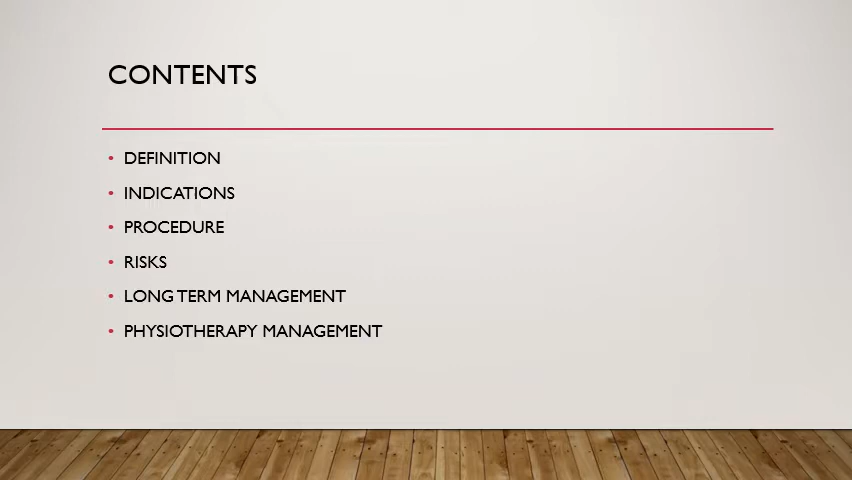 CONTENTS
• DEFINITION
• INDICATIONS
• PROCEDURE
• RISKS
• LONG TERM MANAGEMENT
• PHYSIOTHERAPY MANAGEMENT